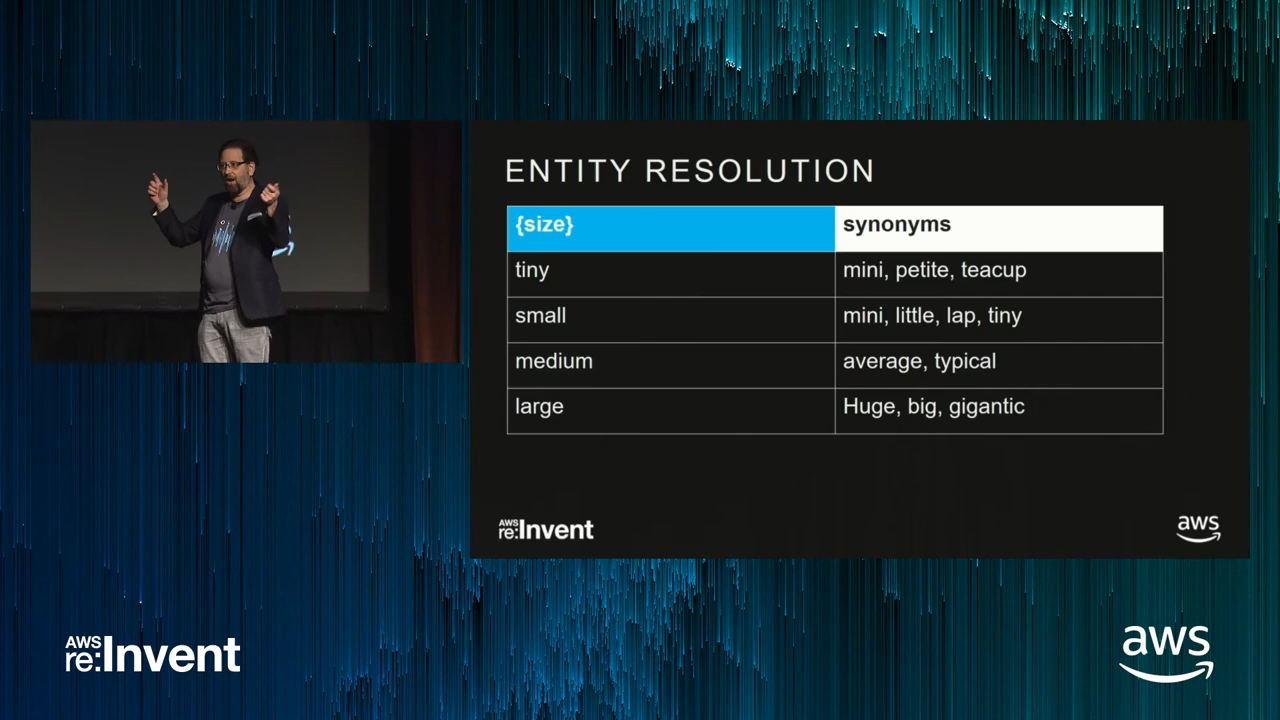 ENTITY RESOLUTION
{size} synonyms
tiny mini, petite, teacup
small mini, little, lap, tiny
medium average, typical
large Huge, big, gigantic
AWS
re:Invent
aws
AWS
re:Invent
aws